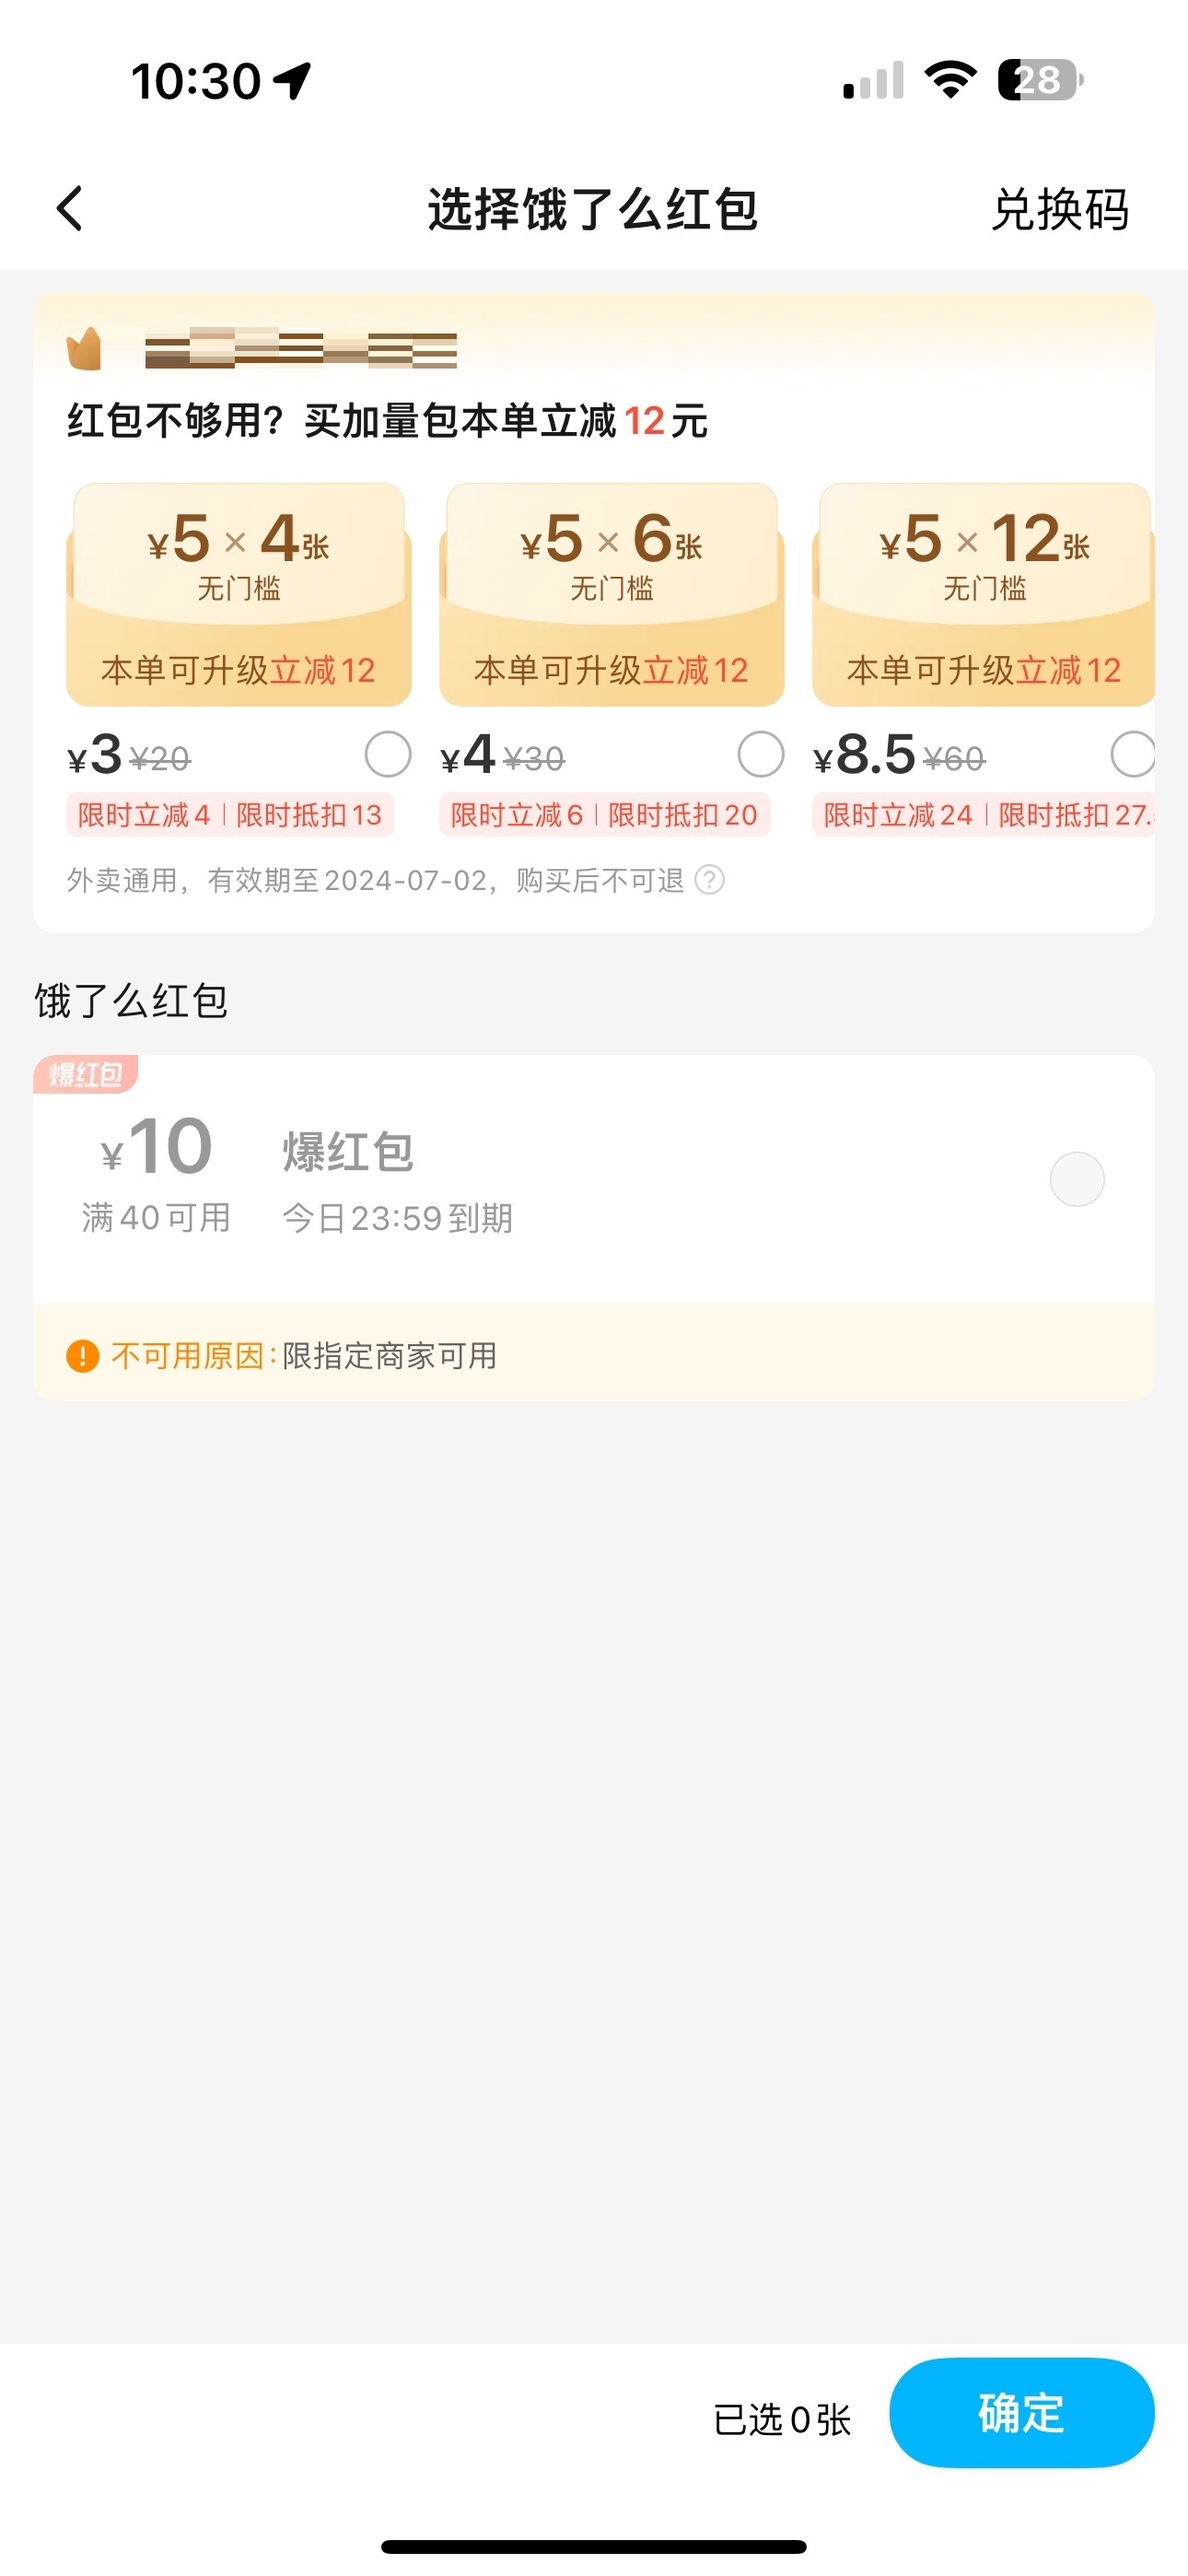 10:30
28
选择饿了么红包
兑换码
红包不够用？买加量包本单立减12元
¥5×4张
无门槛
本单可升级立减12
¥3 ¥20
限时立减4|限时抵扣13
¥5×6张
无门槛
本单可升级立减12
¥4 ¥30
限时立减6|限时抵扣20
¥5×12张
无门槛
本单可升级立减12
¥8.5 ¥60
限时立减24|限时抵扣27.
外卖通用，有效期至2024-07-02，购买后不可退 ?
饿了么红包
爆红包
¥10
满40可用
爆红包
今日23:59到期
不可用原因:限指定商家可用
已选0张
确定